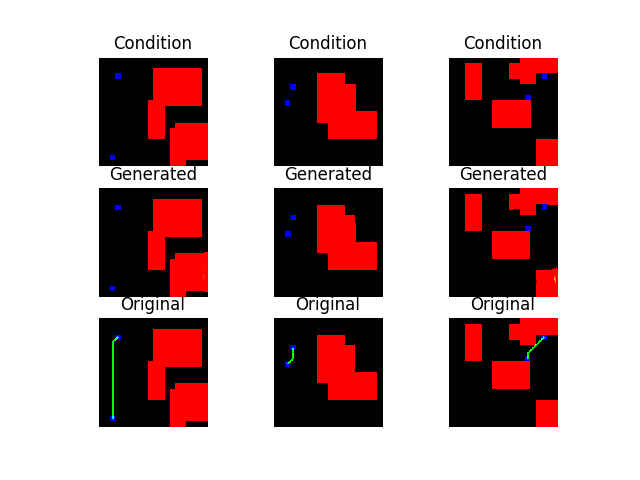 Condition Condition Condition
Generated Generated Generated
Original Original Original